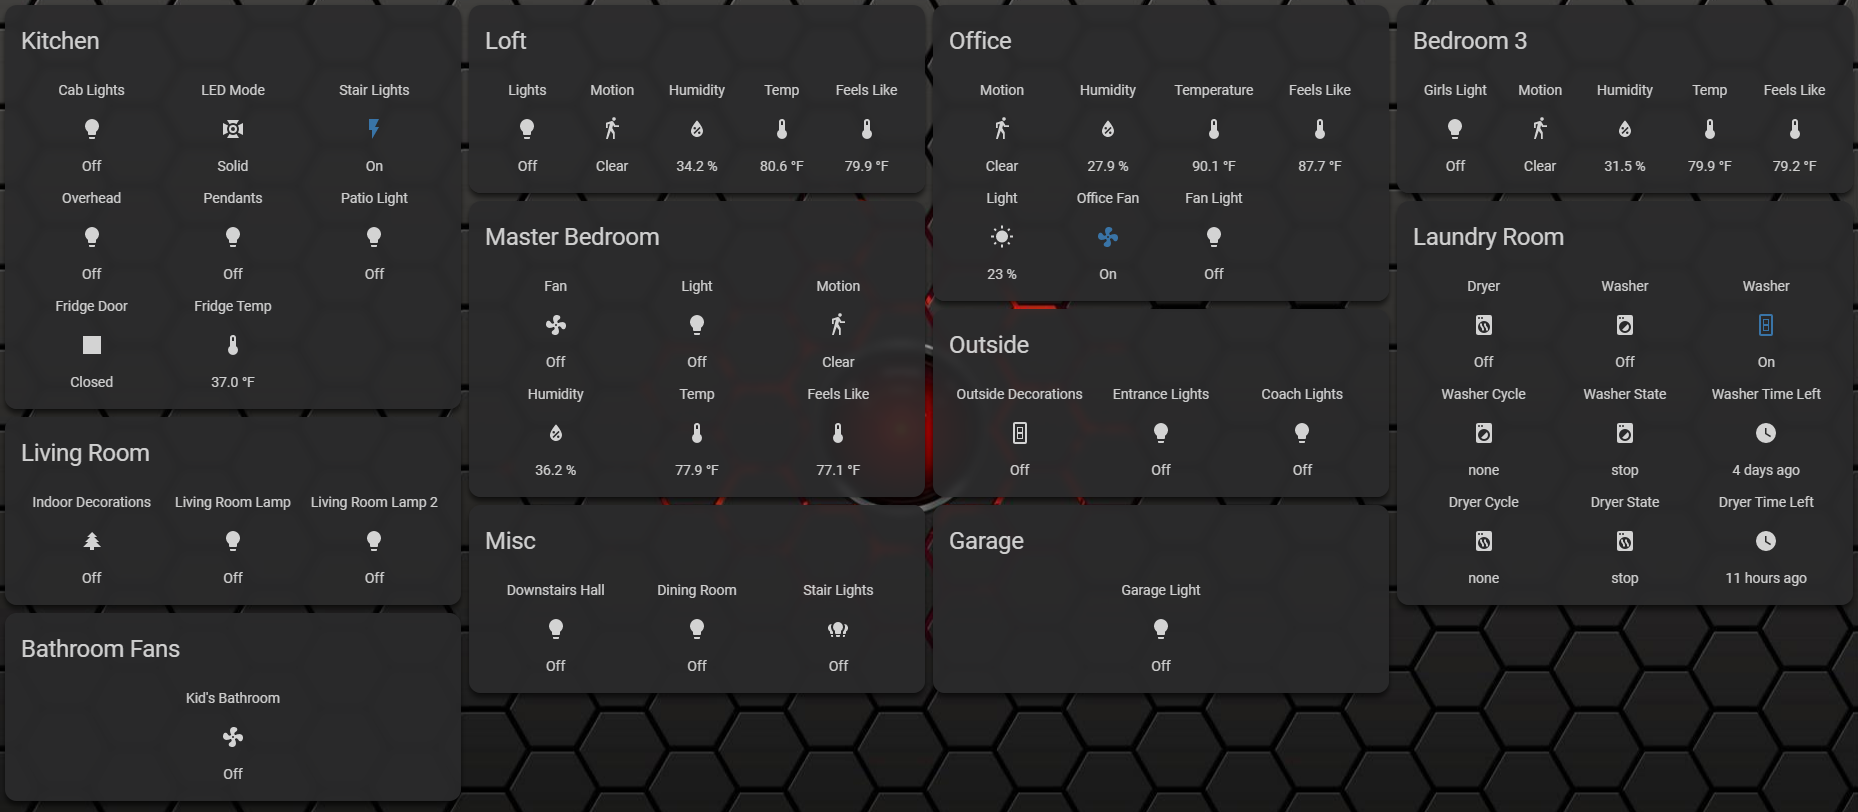 Kitchen
Cab Lights LED Mode Stair Lights
Off Solid On
Overhead Pendants Patio Light
Off Off Off
Fridge Door Fridge Temp
Closed 37.0 °F
Living Room
Indoor Decorations Living Room Lamp Living Room Lamp 2
Off Off Off
Bathroom Fans
Kid's Bathroom
Off
Loft
Lights Motion Humidity Temp Feels Like
Off Clear 34.2 % 80.6 °F 79.9 °F
Master Bedroom
Fan Light Motion
Off Off Clear
Humidity Temp Feels Like
36.2 % 77.9 °F 77.1 °F
Misc
Downstairs Hall Dining Room Stair Lights
Off Off Off
Office
Motion Humidity Temperature Feels Like
Clear 27.9 % 90.1 °F 87.7 °F
Light Office Fan Fan Light
23 % On Off
Outside
Outside Decorations Entrance Lights Coach Lights
Off Off Off
Garage
Garage Light
Off
Bedroom 3
Girls Light Motion Humidity Temp Feels Like
Off Clear 31.5 % 79.9 °F 79.2 °F
Laundry Room
Dryer Washer Washer
Off Off On
Washer Cycle Washer State Washer Time Left
none stop 4 days ago
Dryer Cycle Dryer State Dryer Time Left
none stop 11 hours ago